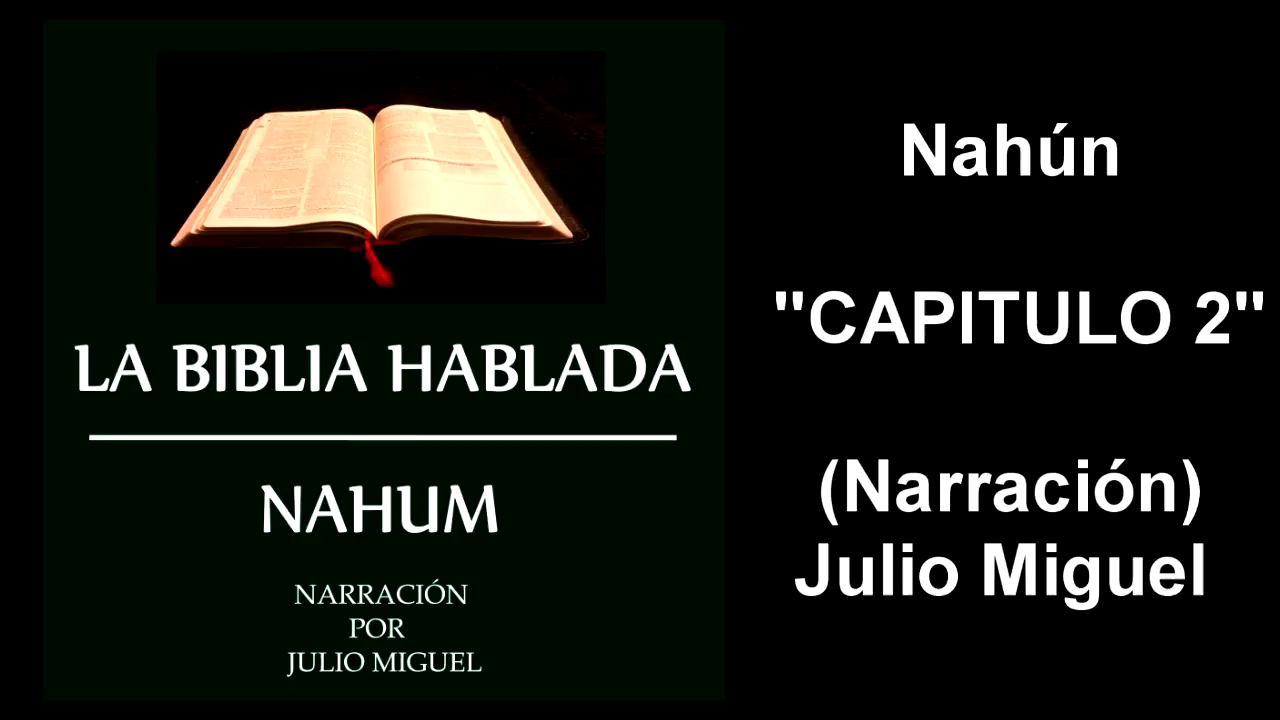 LA BIBLIA HABLADA
NAHUM
NARRACIÓN
POR
JULIO MIGUEL
Nahún
"CAPITULO 2"
(Narración)
Julio Miguel